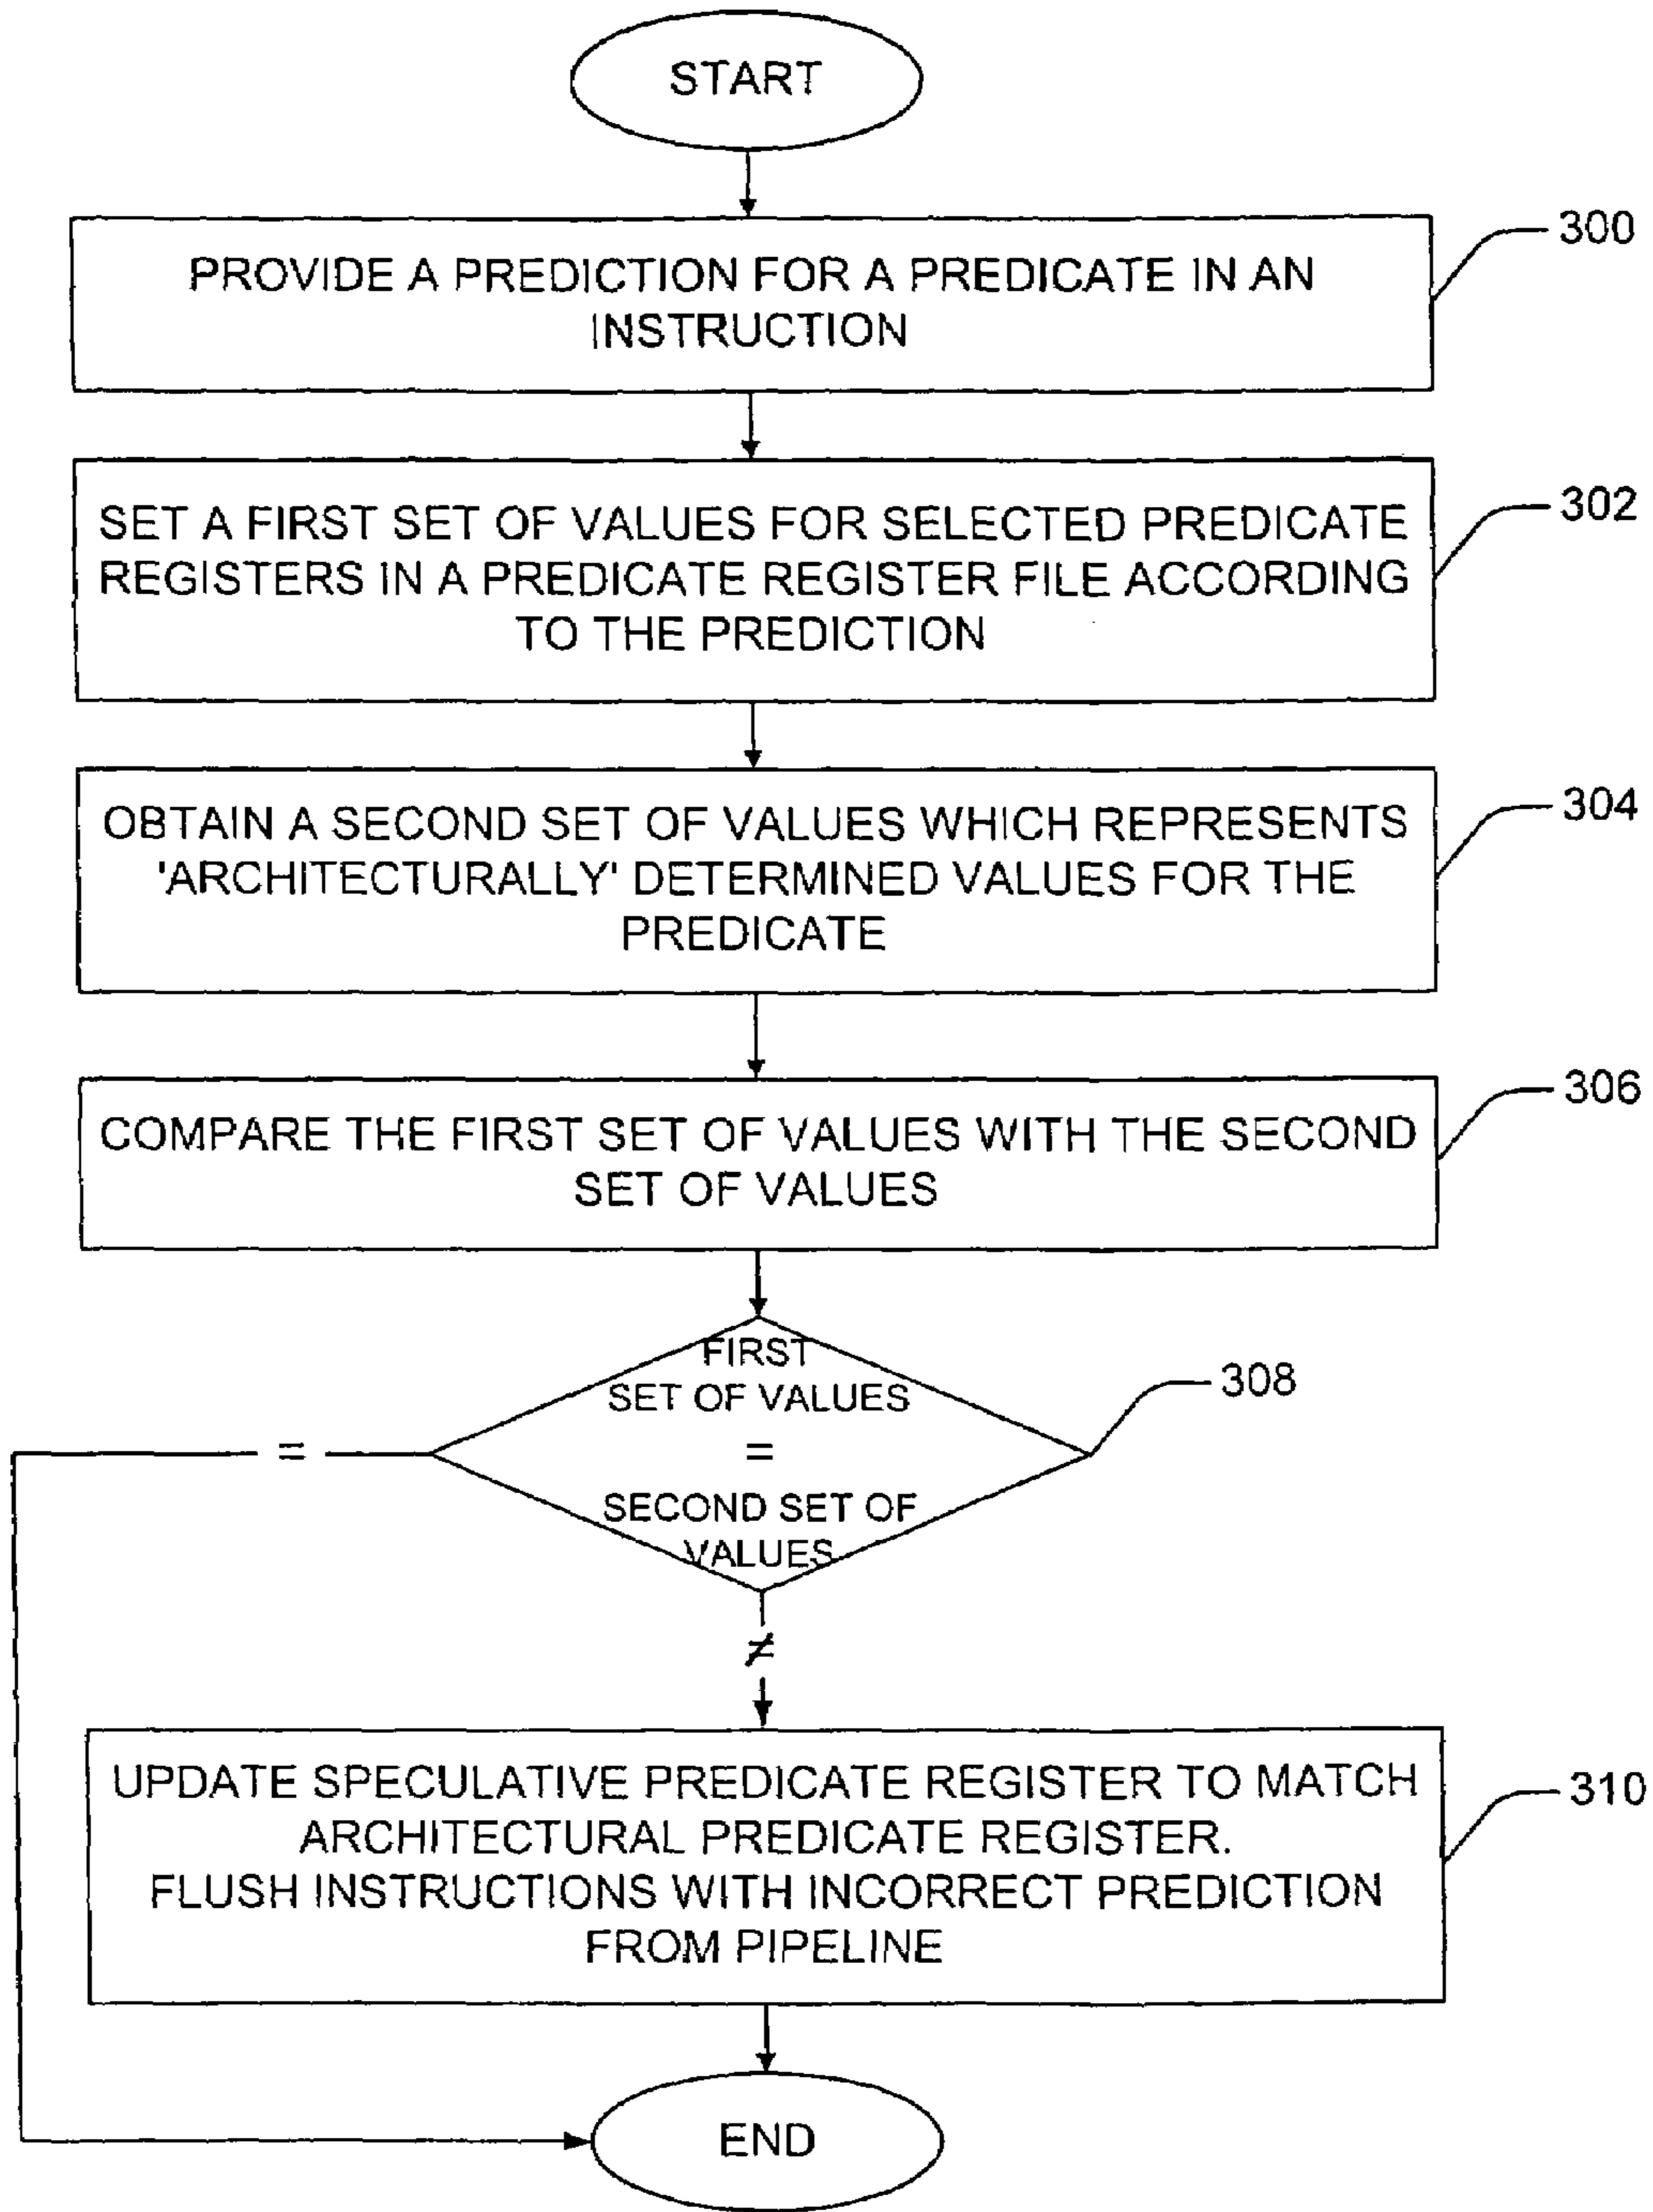 START
300
PROVIDE A PREDICTION FOR A PREDICATE IN AN
INSTRUCTION
302
SET A FIRST SET OF VALUES FOR SELECTED PREDICATE
REGISTERS IN A PREDICATE REGISTER FILE ACCORDING
TO THE PREDICTION
304
OBTAIN A SECOND SET OF VALUES WHICH REPRESENTS
'ARCHITECTURALLY' DETERMINED VALUES FOR THE
PREDICATE
306
COMPARE THE FIRST SET OF VALUES WITH THE SECOND
SET OF VALUES
308
FIRST
SET OF VALUES
= =
SECOND SET OF
VALUES
≠
310
UPDATE SPECULATIVE PREDICATE REGISTER TO MATCH
ARCHITECTURAL PREDICATE REGISTER.
FLUSH INSTRUCTIONS WITH INCORRECT PREDICTION
FROM PIPELINE
END